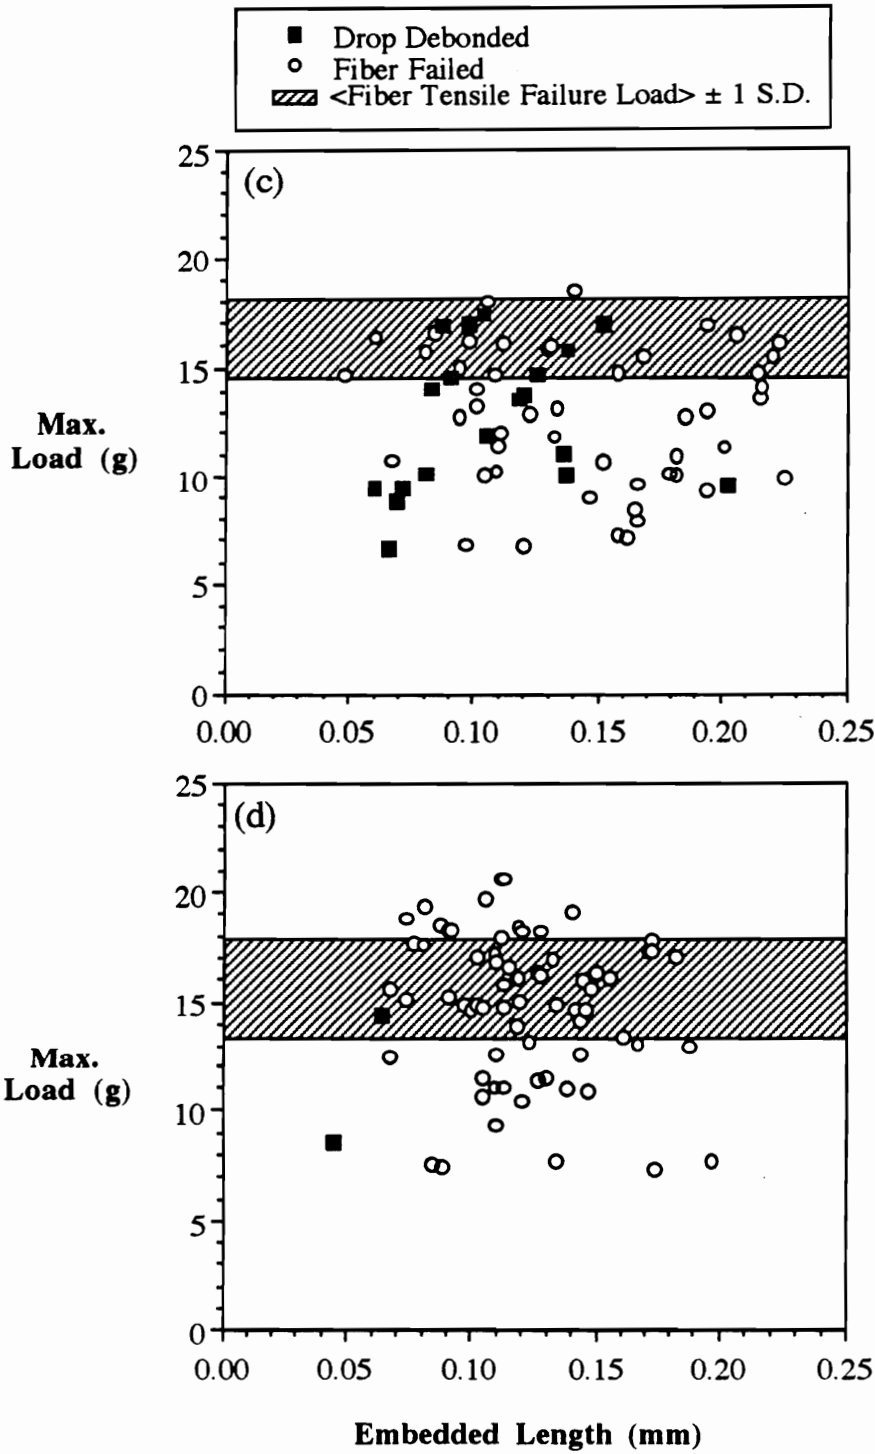 Drop Debonded
Fiber Failed
<Fiber Tensile Failure Load> ± 1 S.D.
(c)
25
20
15
10
5
0
Max.
Load (g)
0.00 0.05 0.10 0.15 0.20 0.25
(d)
25
20
15
10
5
0
Max.
Load (g)
0.00 0.05 0.10 0.15 0.20 0.25
Embedded Length (mm)